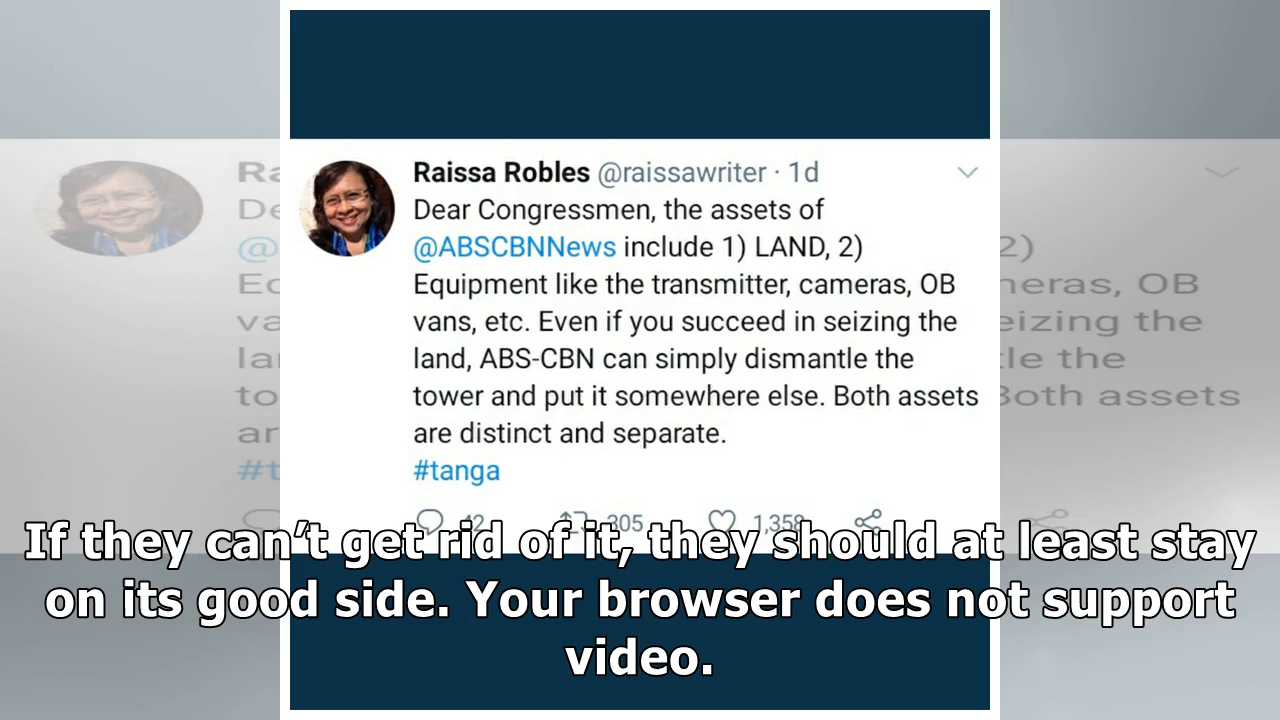 Raissa Robles @raissawriter · 1d
Dear Congressmen, the assets of
@ABSCBNNews include 1) LAND, 2)
Equipment like the transmitter, cameras, OB
vans, etc. Even if you succeed in seizing the
land, ABS-CBN can simply dismantle the
tower and put it somewhere else. Both assets
are distinct and separate.
#tanga
42 305 1,358
If they can’t get rid of it, they should at least stay
on its good side. Your browser does not support
video.